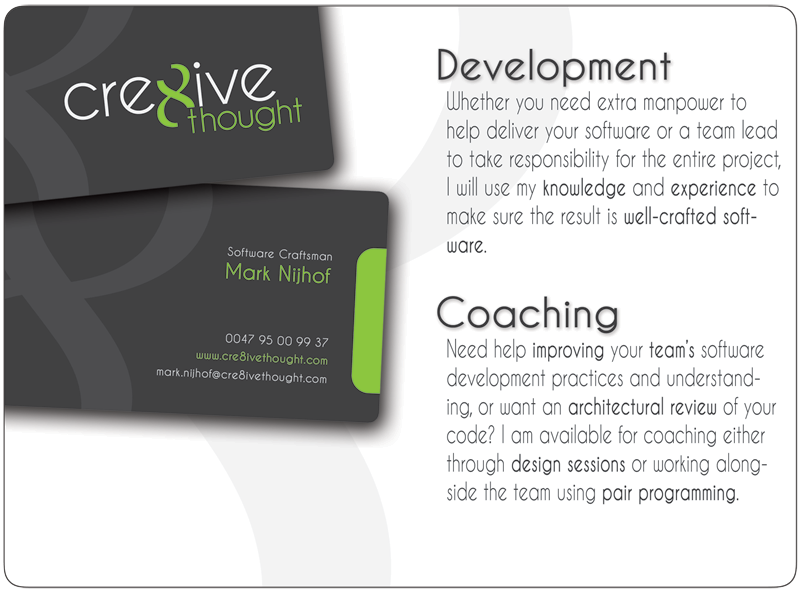 cre8ive
thought
Software Craftsman
Mark Nijhof
0047 95 00 99 37
www.cre8ivethought.com
mark.nijhof@cre8ivethought.com
Development
Whether you need extra manpower to
help deliver your software or a team lead
to take responsibility for the entire project,
I will use my knowledge and experience to
make sure the result is well-crafted soft-
ware.
Coaching
Need help improving your team's software
development practices and understand-
ing, or want an architectural review of your
code? I am available for coaching either
through design sessions or working along-
side the team using pair programming.